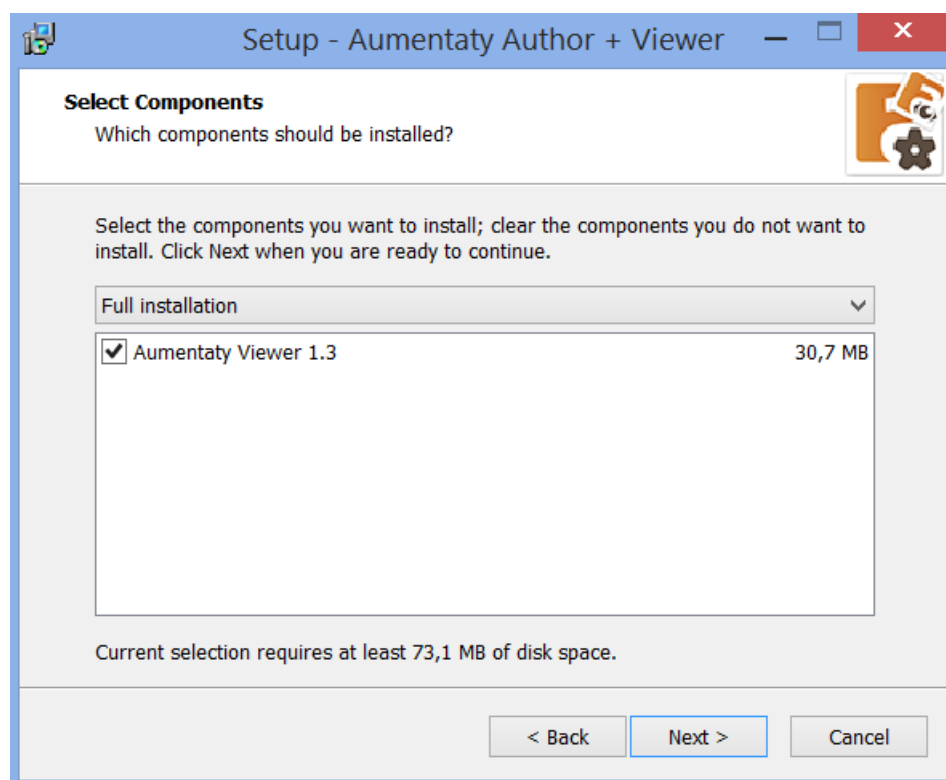 Setup - Aumentaty Author + Viewer
Select Components
Which components should be installed?
Select the components you want to install; clear the components you do not want to
install. Click Next when you are ready to continue.
Full installation
Aumentaty Viewer 1.3 30,7 MB
Current selection requires at least 73,1 MB of disk space.
< Back Next > Cancel